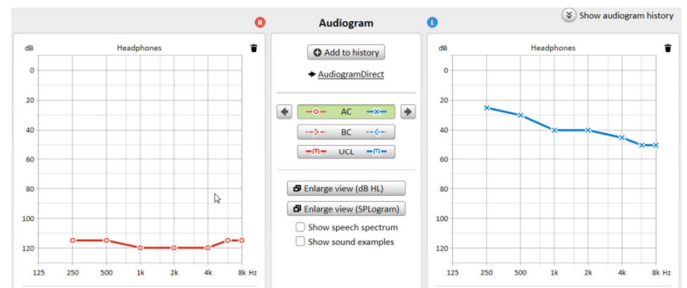 R
Audiogram
L
Show audiogram history
dB
Headphones
0
20
40
60
80
100
120
125 250 500 1k 2k 4k 8k Hz
Add to history
AudiogramDirect
AC
BC
UCL
Enlarge view (dB HL)
Enlarge view (SPLogram)
Show speech spectrum
Show sound examples
dB
Headphones
0
20
40
60
80
100
120
125 250 500 1k 2k 4k 8k Hz